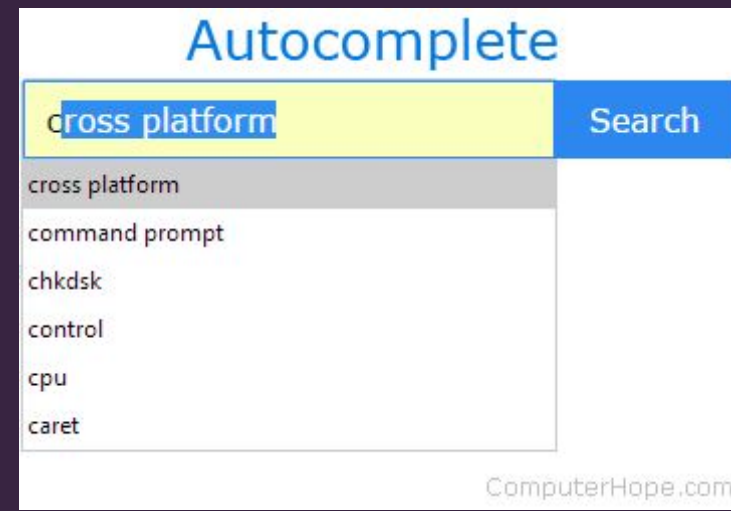 Autocomplete
cross platform Search
cross platform
command prompt
chkdsk
control
cpu
caret
ComputerHope.com